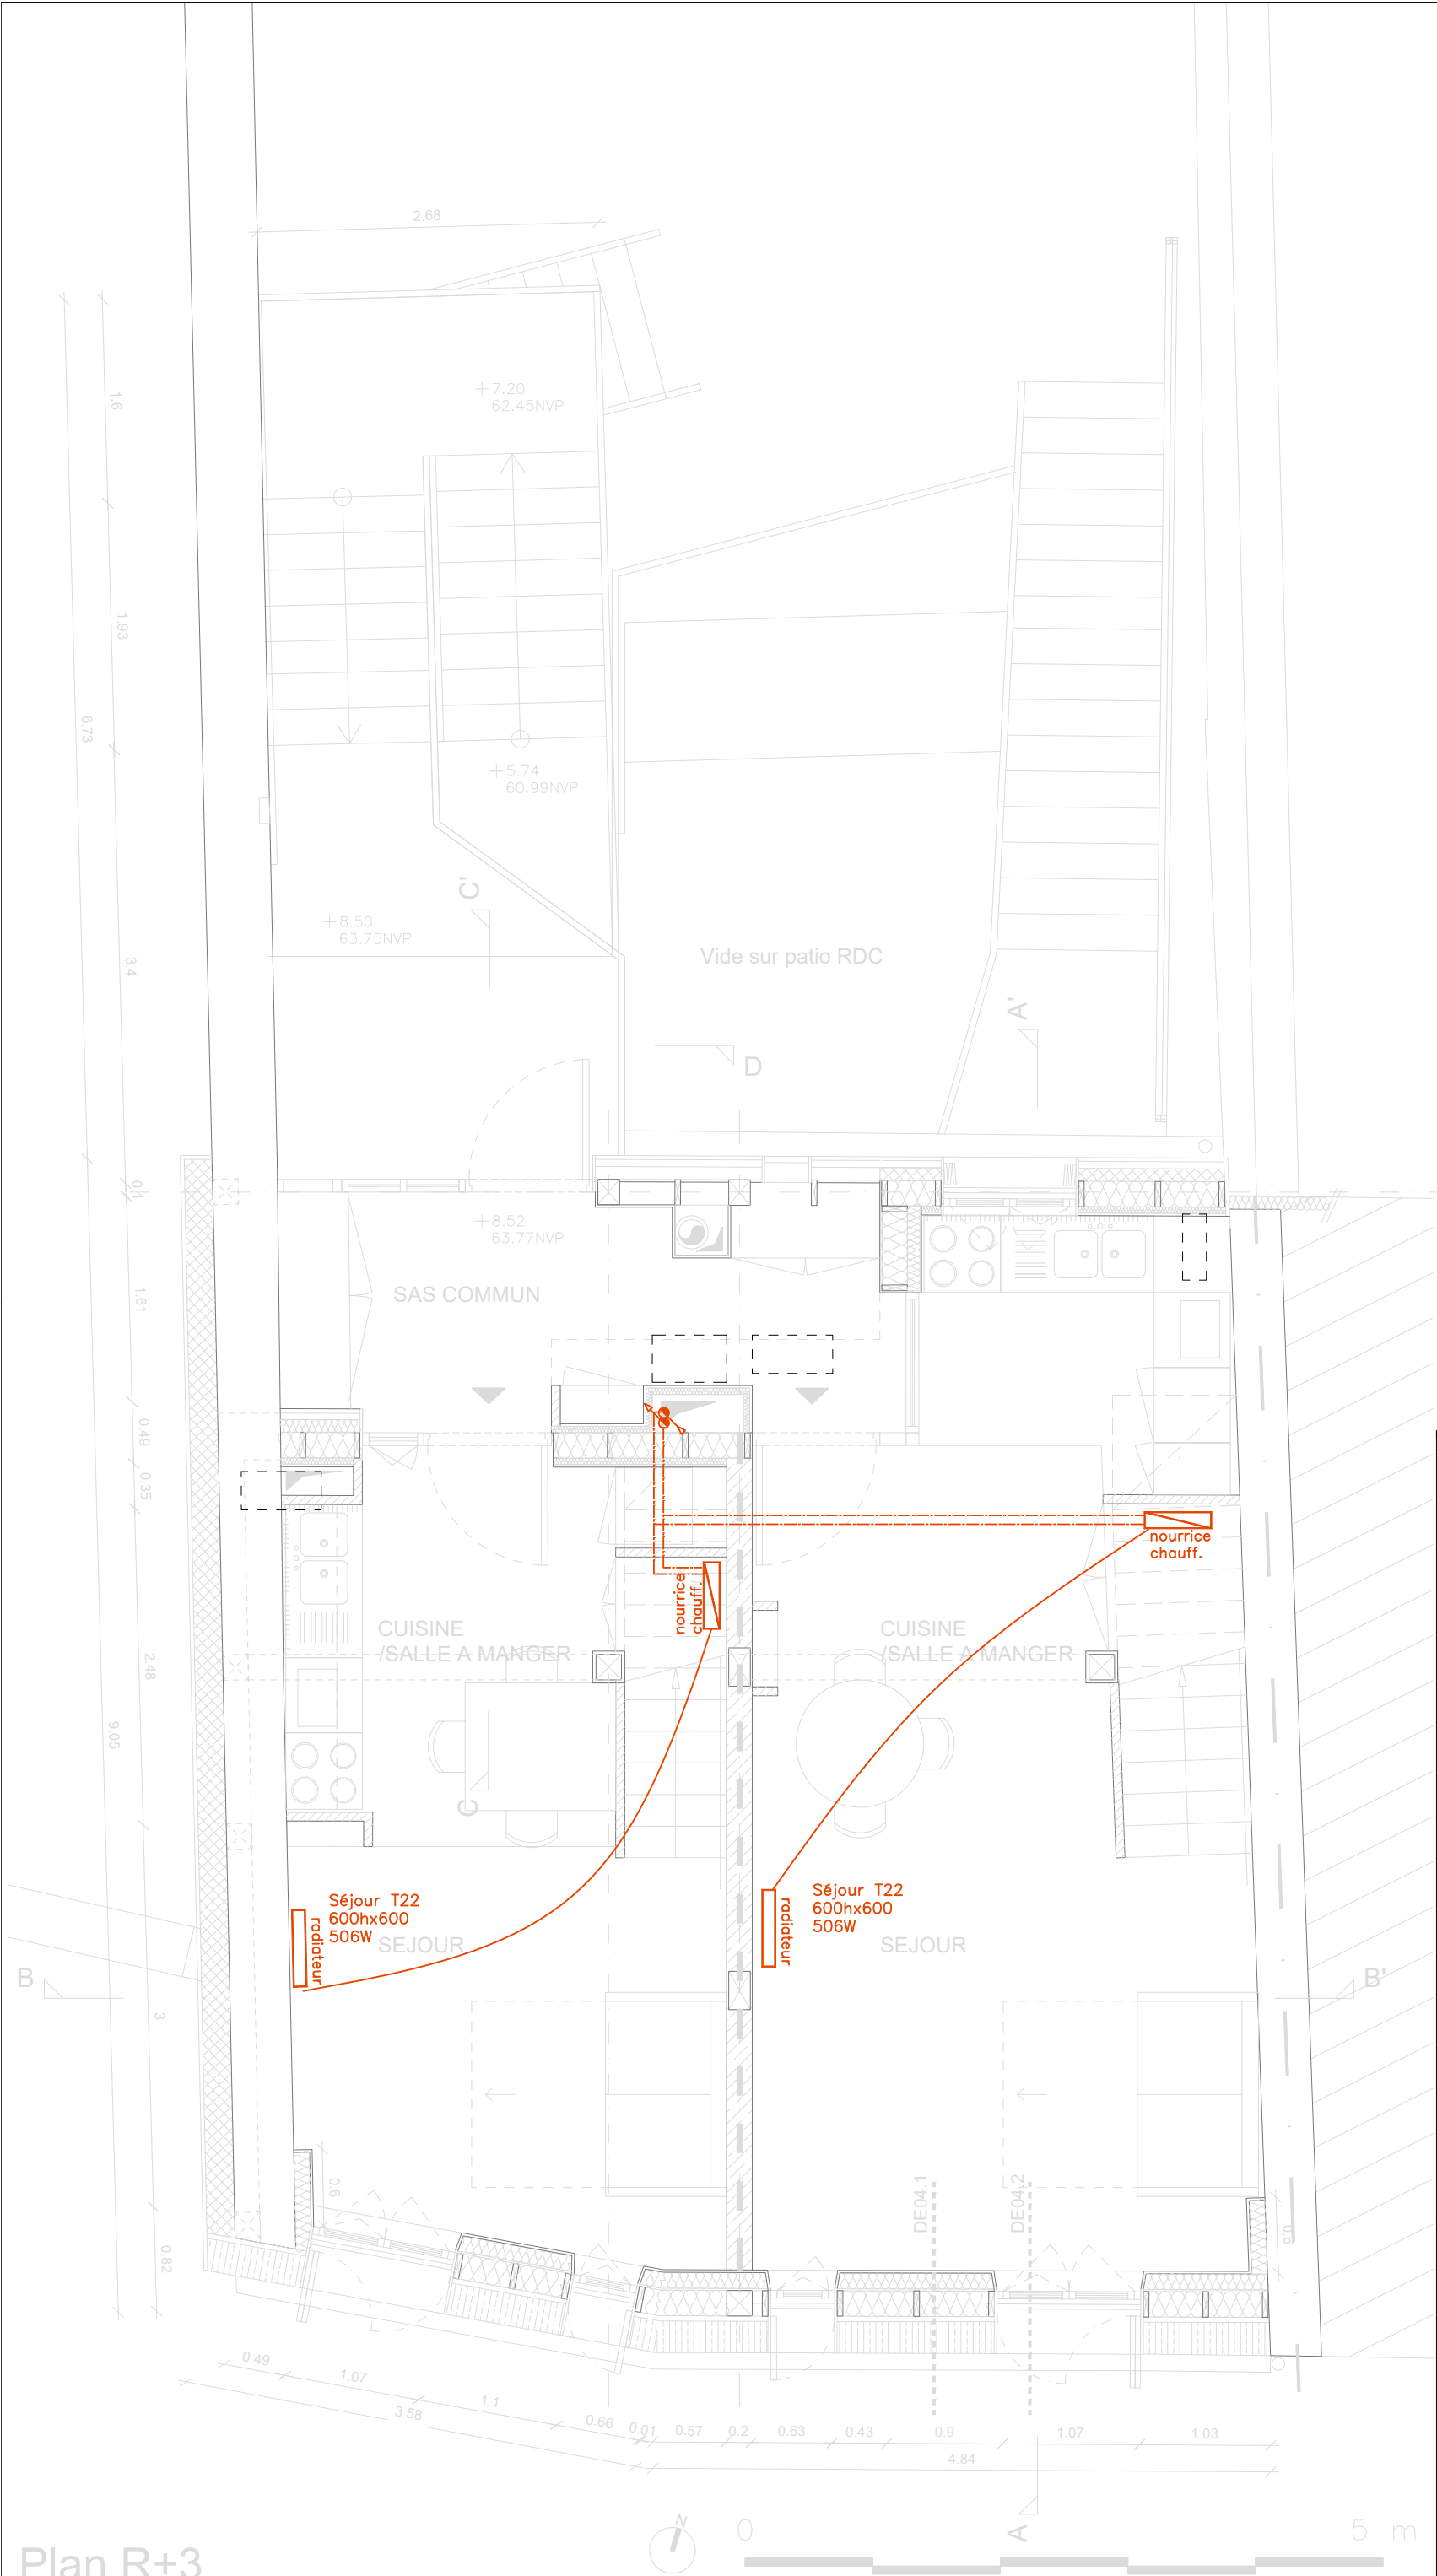 2.68
+7.20
62.45NVP
1.6
1.93
6.73
+5.74
60.99NVP
C'
+8.50
63.75NVP
3.4
Vide sur patio RDC
A'
D
0.1
+8.52
63.77NVP
SAS COMMUN
1.61
0.49
0.35
nourrice
chauff.
nourrice
chauff.
CUISINE
/SALLE A MANGER
CUISINE
/SALLE A MANGER
2.48
9.05
C
Séjour T22
600hx600
506W
radiateur
SEJOUR
Séjour T22
600hx600
506W
radiateur
SEJOUR
B
B'
3
0.6
DE04.1
DE04.2
0.6
0.82
0.49
1.07
1.1
3.58
0.66
0.01
0.57
0.2
0.63
0.43
0.9
1.07
1.03
4.84
N
0
A
5 m
Plan R+3